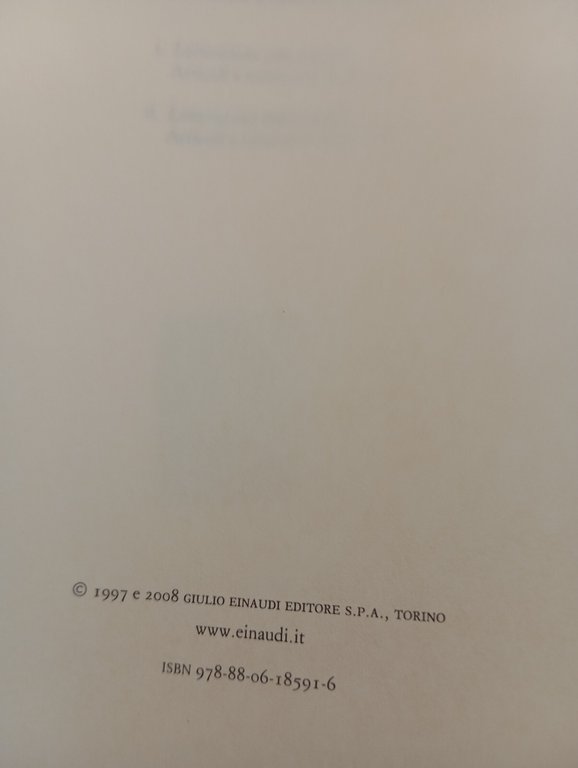 © 1997 e 2008 GIULIO EINAUDI EDITORE S.P.A., TORINO
www.einaudi.it
ISBN 978-88-06-18591-6